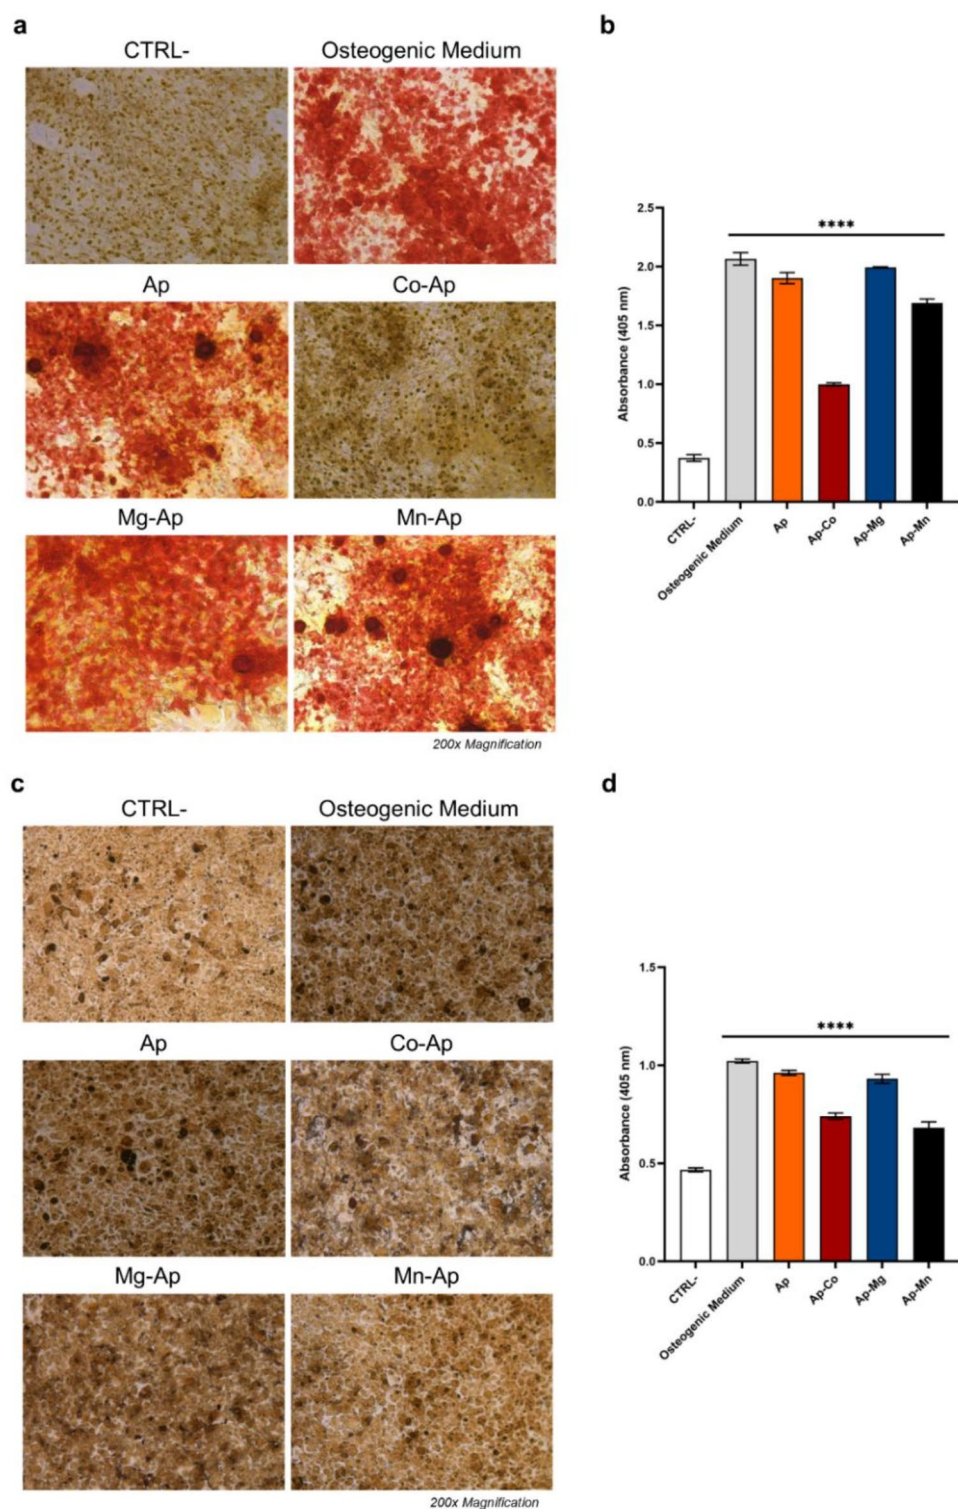 a
CTRL-
Osteogenic Medium
Ap
Co-Ap
Mg-Ap
Mn-Ap
200x Magnification
b
2.5
2.0
1.5
1.0
0.5
0.0
Absorbance (405 nm)
****
CTRL-
Osteogenic Medium
Ap
Ap-Co
Ap-Mg
Ap-Mn
c
CTRL-
Osteogenic Medium
Ap
Co-Ap
Mg-Ap
Mn-Ap
200x Magnification
d
1.5
1.0
0.5
0.0
Absorbance (405 nm)
****
CTRL-
Osteogenic Medium
Ap
Ap-Co
Ap-Mg
Ap-Mn